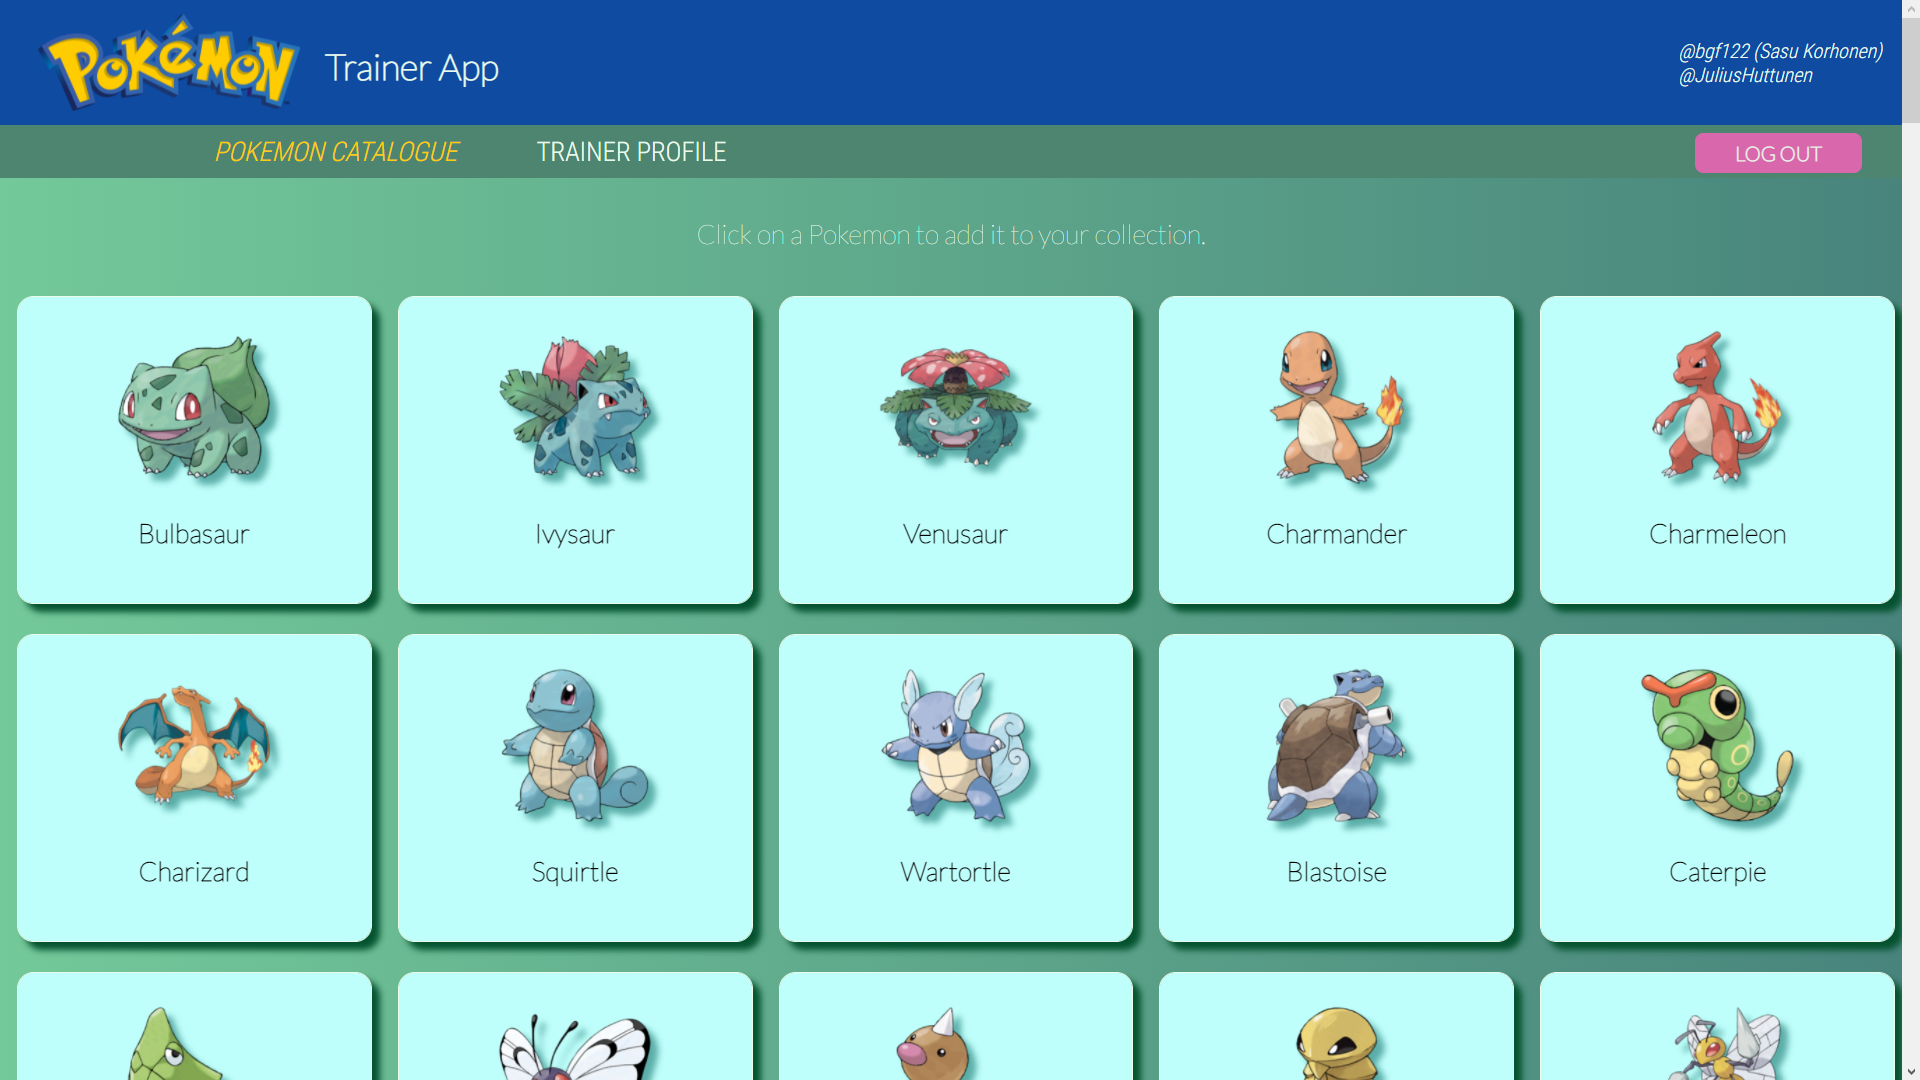 POKéMON
Trainer App
@bgf122 (Sasu Korhonen)
@JuliusHuttunen
POKEMON CATALOGUE
TRAINER PROFILE
LOG OUT
Click on a Pokemon to add it to your collection.
Bulbasaur
Ivysaur
Venusaur
Charmander
Charmeleon
Charizard
Squirtle
Wartortle
Blastoise
Caterpie